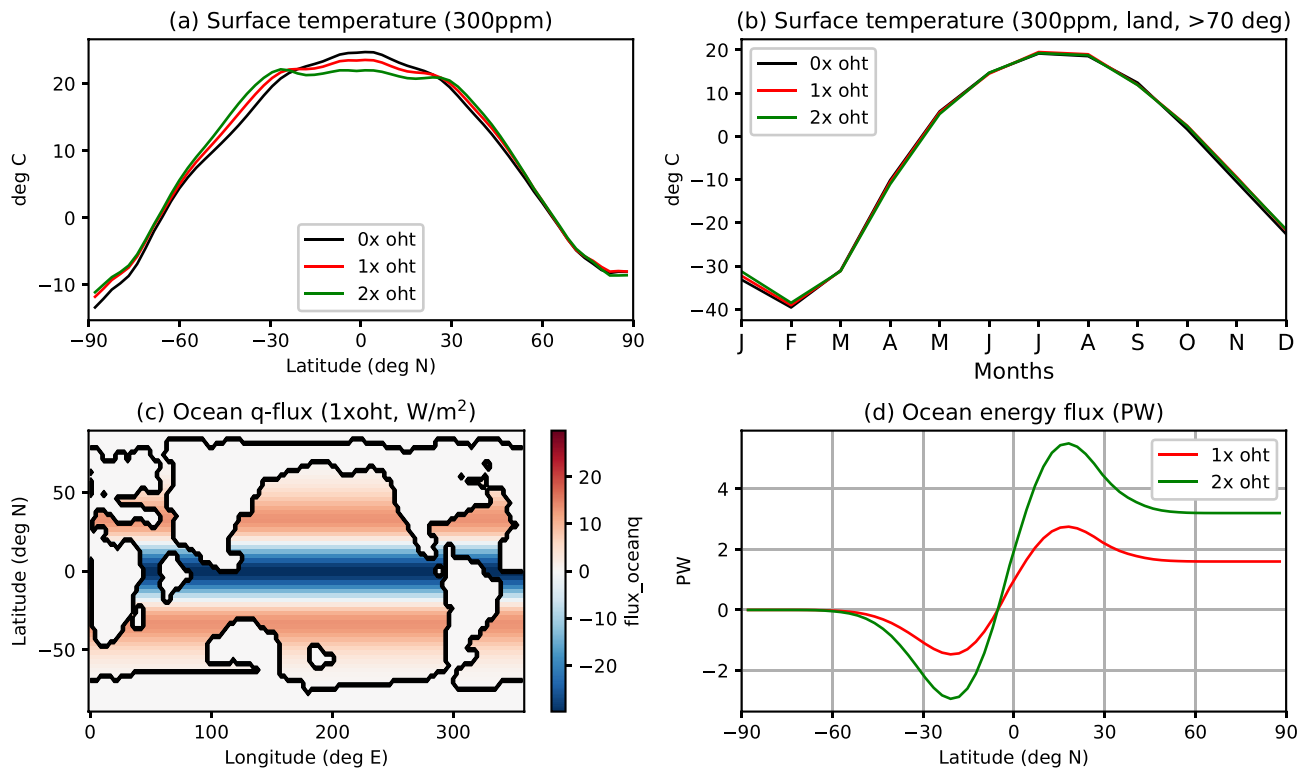 (a) Surface temperature (300ppm)
deg C
20
10
0
−10
0x oht
1x oht
2x oht
−90
−60
−30
0
30
60
90
Latitude (deg N)
(b) Surface temperature (300ppm, land, >70 deg)
deg C
20
10
0
−10
−20
−30
−40
0x oht
1x oht
2x oht
J
F
M
A
M
J
J
A
S
O
N
D
Months
(c) Ocean q-flux (1xoht, W/m²)
Latitude (deg N)
50
0
−50
0
100
200
300
Longitude (deg E)
20
10
0
−10
−20
flux_oceanq
(d) Ocean energy flux (PW)
PW
4
2
0
−2
1x oht
2x oht
−90
−60
−30
0
30
60
90
Latitude (deg N)